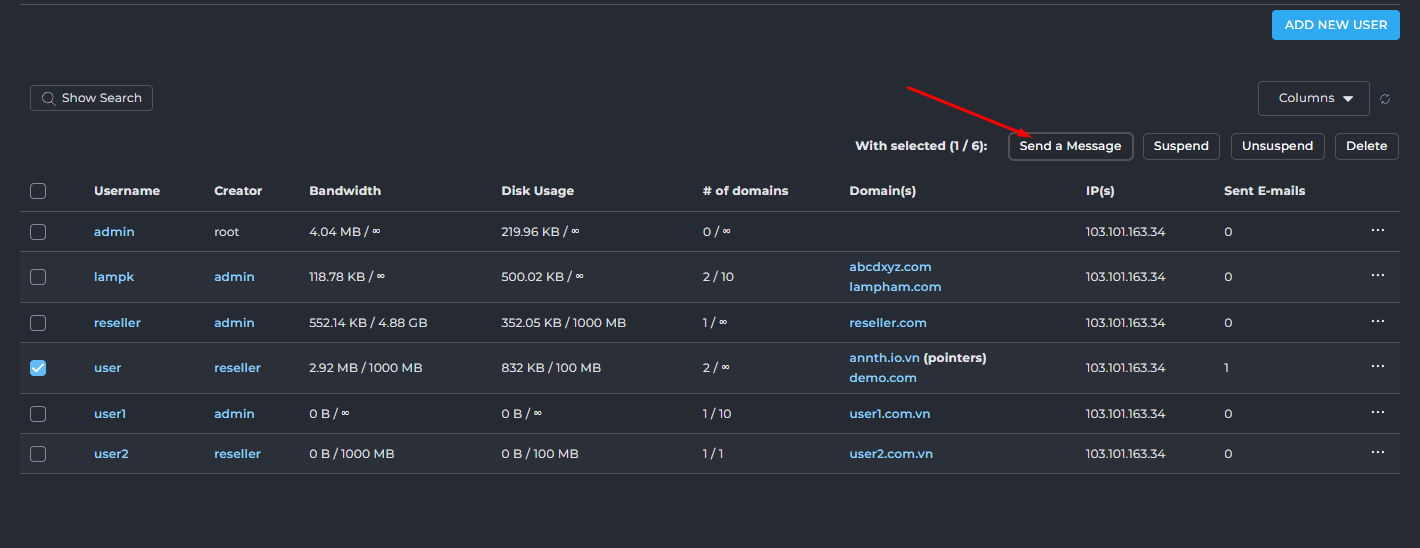 ADD NEW USER
Show Search
Columns
With selected (1 / 6): Send a Message Suspend Unsuspend Delete
Username Creator Bandwidth Disk Usage # of domains Domain(s) IP(s) Sent E-mails
admin root 4.04 MB / ∞ 219.96 KB / ∞ 0 / ∞ 103.101.163.34 0 ...
lampk admin 118.78 KB / ∞ 500.02 KB / ∞ 2 / 10 abcdxyz.com 103.101.163.34 0 ...
lampham.com
reseller admin 552.14 KB / 4.88 GB 352.05 KB / 1000 MB 1 / ∞ reseller.com 103.101.163.34 0 ...
user reseller 2.92 MB / 1000 MB 832 KB / 100 MB 2 / ∞ annth.io.vn (pointers) 103.101.163.34 1 ...
demo.com
user1 admin 0 B / ∞ 0 B / ∞ 1 / 10 user1.com.vn 103.101.163.34 0 ...
user2 reseller 0 B / 1000 MB 0 B / 100 MB 1 / 1 user2.com.vn 103.101.163.34 0 ...